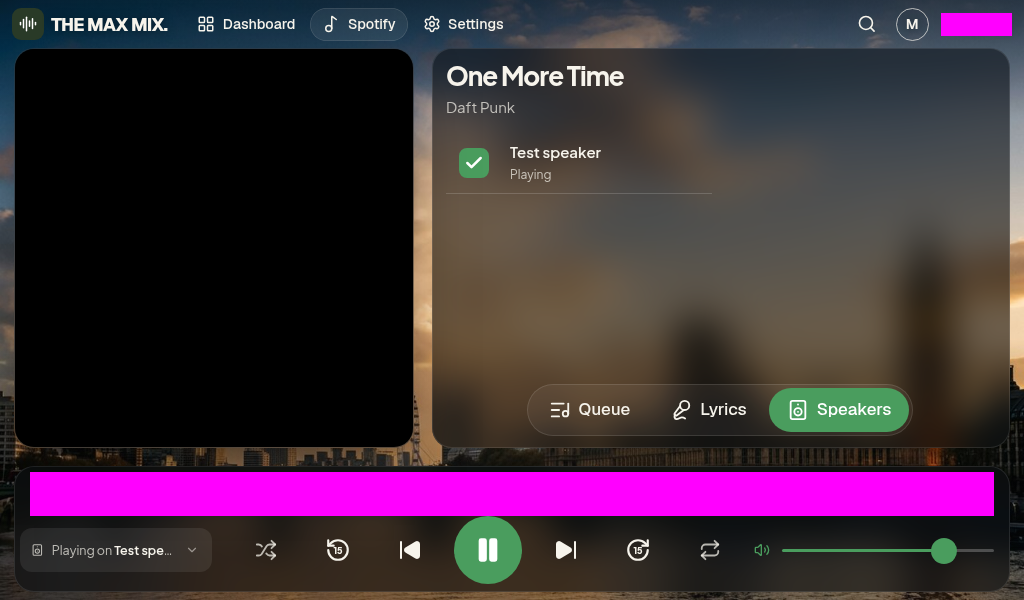 THE MAX MIX.
Dashboard
Spotify
Settings
M
One More Time
Daft Punk
Test speaker
Playing
Queue
Lyrics
Speakers
Playing on Test spe...
15
15